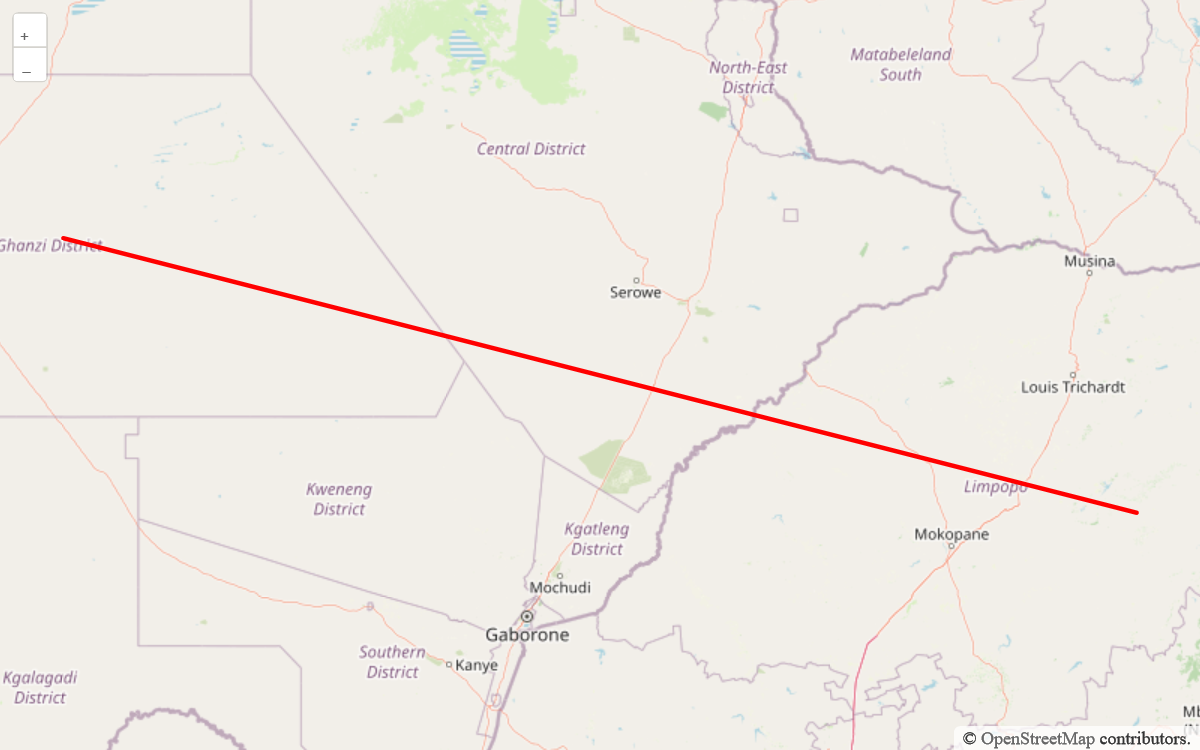 +
–
North-East
District
Matabeleland
South
Central District
Ghanzi District
Musina
Serowe
Louis Trichardt
Kweneng
District
Limpopo
Kgatleng
District
Mokopane
Mochudi
Gaborone
Southern
District
Kanye
Kgalagadi
District
© OpenStreetMap contributors.